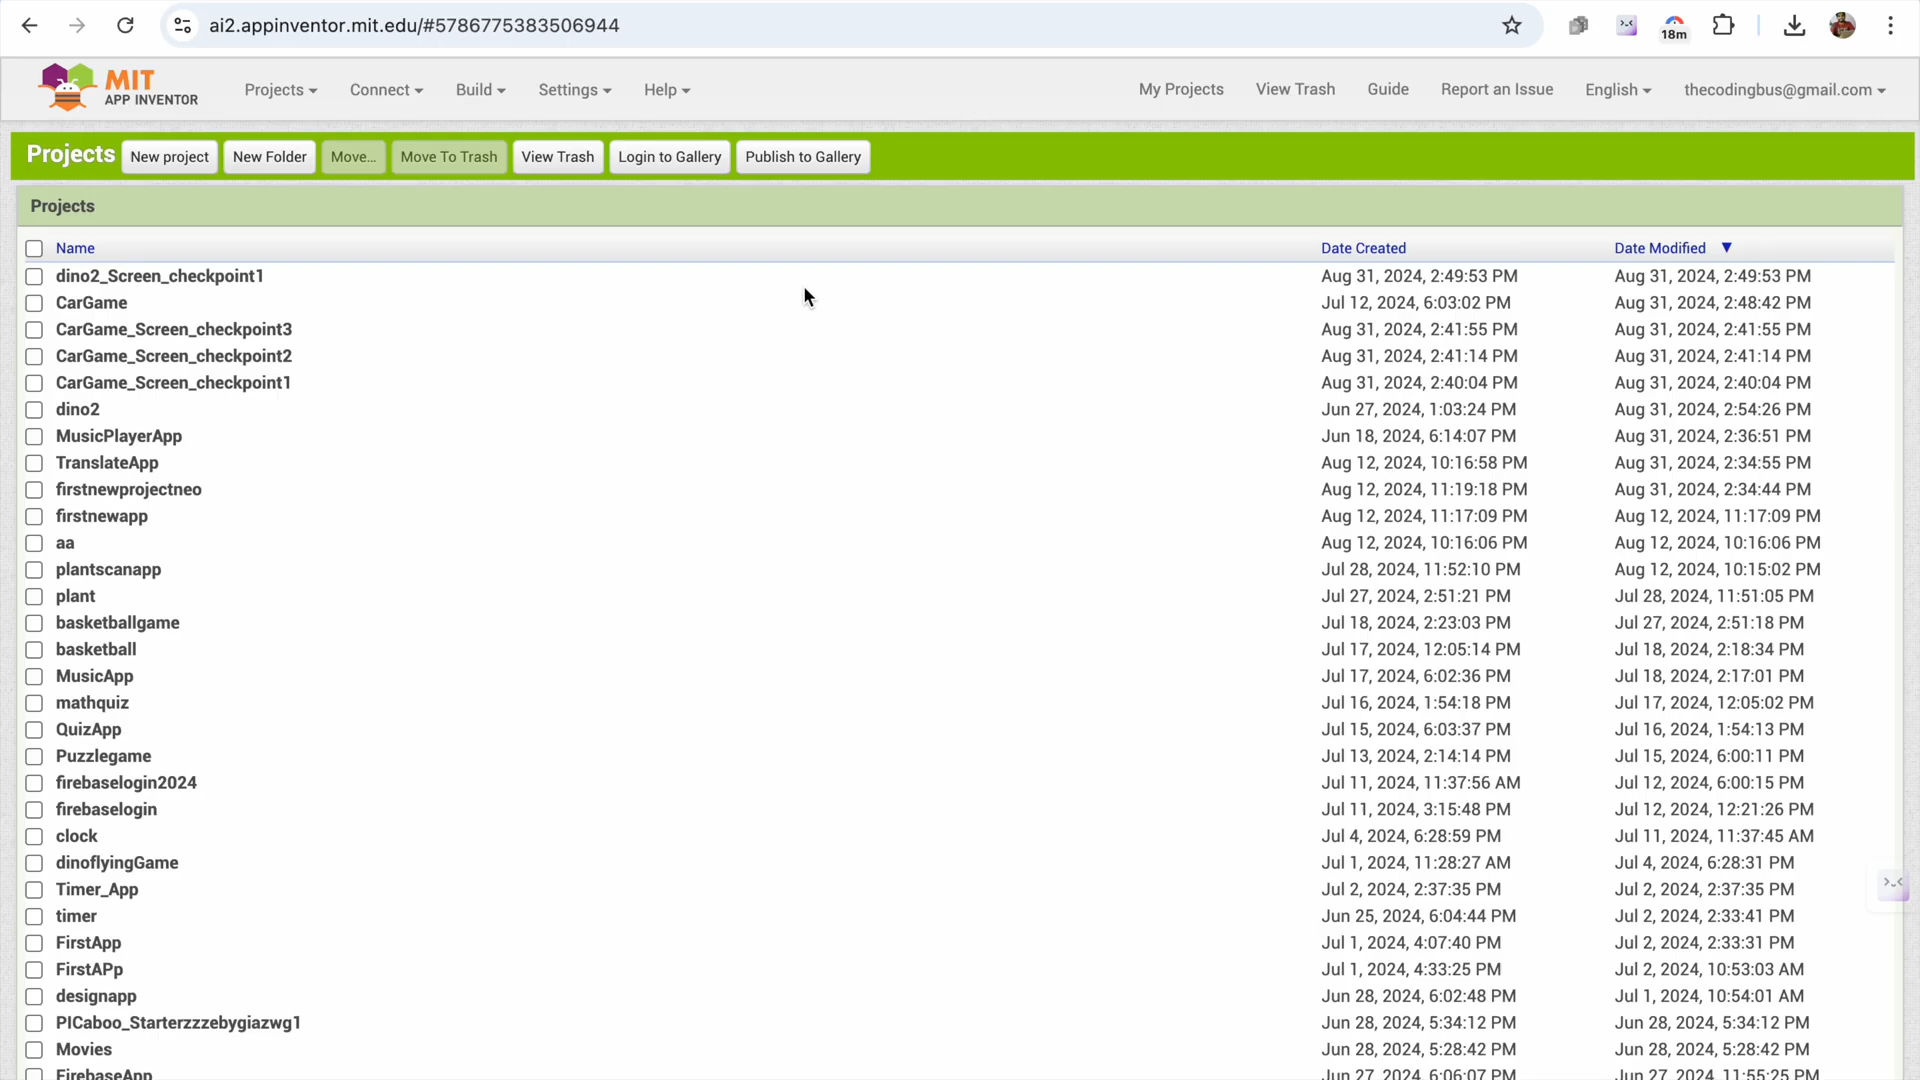 ai2.appinventor.mit.edu/#5786775383506944
18m
MIT
APP INVENTOR
Projects Connect Build Settings Help My Projects View Trash Guide Report an Issue English thecodingbus@gmail.com
Projects New project New Folder Move... Move To Trash View Trash Login to Gallery Publish to Gallery
Projects
Name Date Created Date Modified
dino2_Screen_checkpoint1 Aug 31, 2024, 2:49:53 PM Aug 31, 2024, 2:49:53 PM
CarGame Jul 12, 2024, 6:03:02 PM Aug 31, 2024, 2:48:42 PM
CarGame_Screen_checkpoint3 Aug 31, 2024, 2:41:55 PM Aug 31, 2024, 2:41:55 PM
CarGame_Screen_checkpoint2 Aug 31, 2024, 2:41:14 PM Aug 31, 2024, 2:41:14 PM
CarGame_Screen_checkpoint1 Aug 31, 2024, 2:40:04 PM Aug 31, 2024, 2:40:04 PM
dino2 Jun 27, 2024, 1:03:24 PM Aug 31, 2024, 2:54:26 PM
MusicPlayerApp Jun 18, 2024, 6:14:07 PM Aug 31, 2024, 2:36:51 PM
TranslateApp Aug 12, 2024, 10:16:58 PM Aug 31, 2024, 2:34:55 PM
firstnewprojectneo Aug 12, 2024, 11:19:18 PM Aug 31, 2024, 2:34:44 PM
firstnewapp Aug 12, 2024, 11:17:09 PM Aug 12, 2024, 11:17:09 PM
aa Aug 12, 2024, 10:16:06 PM Aug 12, 2024, 10:16:06 PM
plantscanapp Jul 28, 2024, 11:52:10 PM Aug 12, 2024, 10:15:02 PM
plant Jul 27, 2024, 2:51:21 PM Jul 28, 2024, 11:51:05 PM
basketballgame Jul 18, 2024, 2:23:03 PM Jul 27, 2024, 2:51:18 PM
basketball Jul 17, 2024, 12:05:14 PM Jul 18, 2024, 2:18:34 PM
MusicApp Jul 17, 2024, 6:02:36 PM Jul 18, 2024, 2:17:01 PM
mathquiz Jul 16, 2024, 1:54:18 PM Jul 17, 2024, 12:05:02 PM
QuizApp Jul 15, 2024, 6:03:37 PM Jul 16, 2024, 1:54:13 PM
Puzzlegame Jul 13, 2024, 2:14:14 PM Jul 15, 2024, 6:00:11 PM
firebaselogin2024 Jul 11, 2024, 11:37:56 AM Jul 12, 2024, 6:00:15 PM
firebaselogin Jul 11, 2024, 3:15:48 PM Jul 12, 2024, 12:21:26 PM
clock Jul 4, 2024, 6:28:59 PM Jul 11, 2024, 11:37:45 AM
dinoflyingGame Jul 1, 2024, 11:28:27 AM Jul 4, 2024, 6:28:31 PM
Timer_App Jul 2, 2024, 2:37:35 PM Jul 2, 2024, 2:37:35 PM
timer Jun 25, 2024, 6:04:44 PM Jul 2, 2024, 2:33:41 PM
FirstApp Jul 1, 2024, 4:07:40 PM Jul 2, 2024, 2:33:31 PM
FirstAPp Jul 1, 2024, 4:33:25 PM Jul 2, 2024, 10:53:03 AM
designapp Jun 28, 2024, 6:02:48 PM Jul 1, 2024, 10:54:01 AM
PICaboo_Starterzzzebygiazwg1 Jun 28, 2024, 5:34:12 PM Jun 28, 2024, 5:34:12 PM
Movies Jun 28, 2024, 5:28:42 PM Jun 28, 2024, 5:28:42 PM
FirebaseApp Jun 27, 2024, 6:06:07 PM Jun 27, 2024, 11:55:25 PM